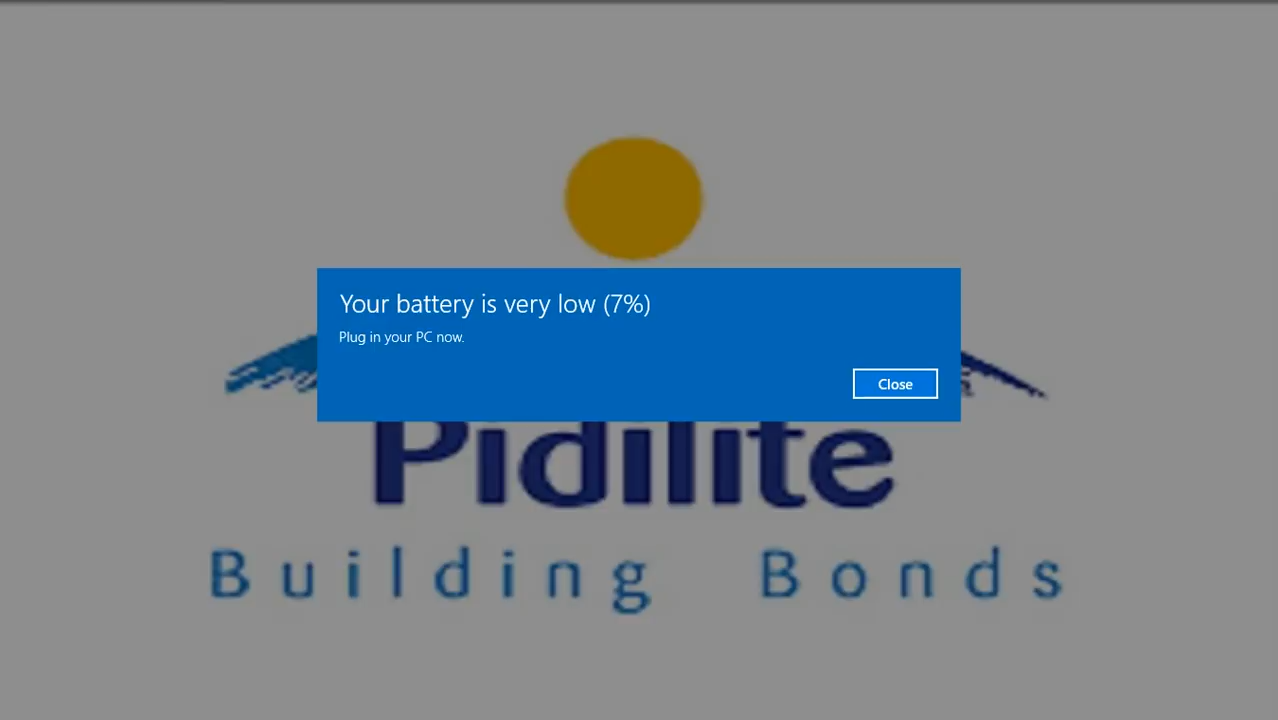 Your battery is very low (7%)
Plug in your PC now.
Close
Pidilite
Building Bonds